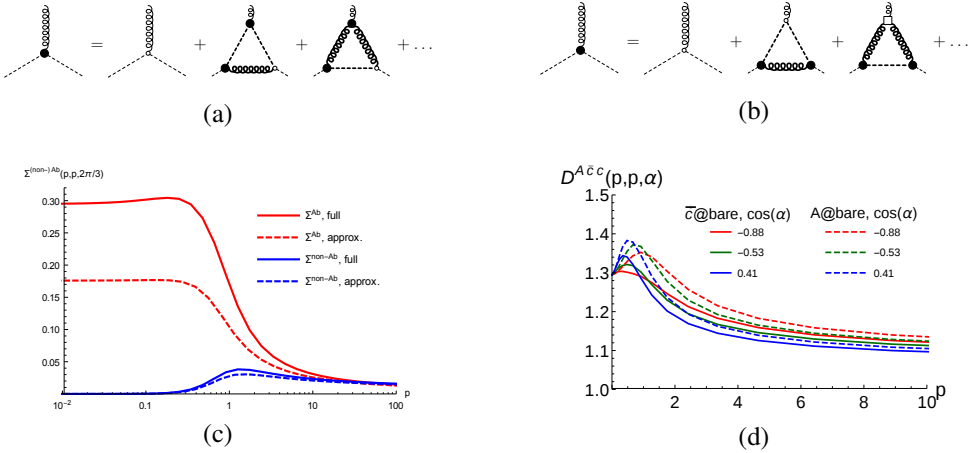 = + + + ...
(a)
= + + + ...
(b)
Σ^(non-)Ab(p,p,2π/3)
0.30
0.25
0.20
0.15
0.10
0.05
10⁻² 0.1 1 10 100 p
Σ^Ab, full
Σ^Ab, approx.
Σ^non-Ab, full
Σ^non-Ab, approx.
(c)
D^A c̄ c(p,p,α)
1.5
1.4
1.3
1.2
1.1
1.0
2 4 6 8 10 p
c̄@bare, cos(α) A@bare, cos(α)
−0.88 −0.88
−0.53 −0.53
0.41 0.41
(d)